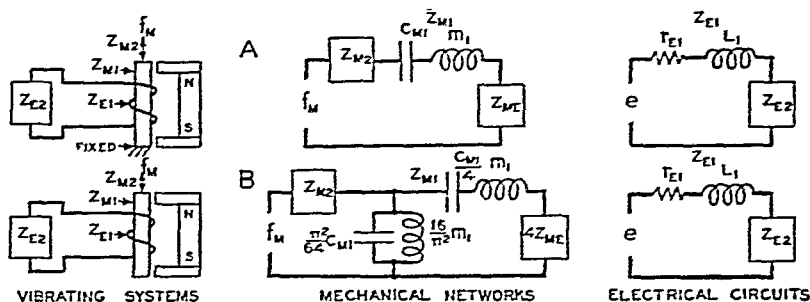 f_M
Z_M2
Z_M1
Z_E1
Z_E2
N
S
FIXED
A
Z_M2
C_M1
Z_M1
m_1
f_M
Z_ME
r_E1
Z_E1
L_1
e
Z_E2
f_M
Z_M2
Z_M1
Z_E1
Z_E2
N
S
B
Z_M2
Z_M1
C_M1/4
m_1
f_M
π²/64 C_M1
16/π² m_1
4Z_ME
r_E1
Z_E1
L_1
e
Z_E2
VIBRATING SYSTEMS
MECHANICAL NETWORKS
ELECTRICAL CIRCUITS